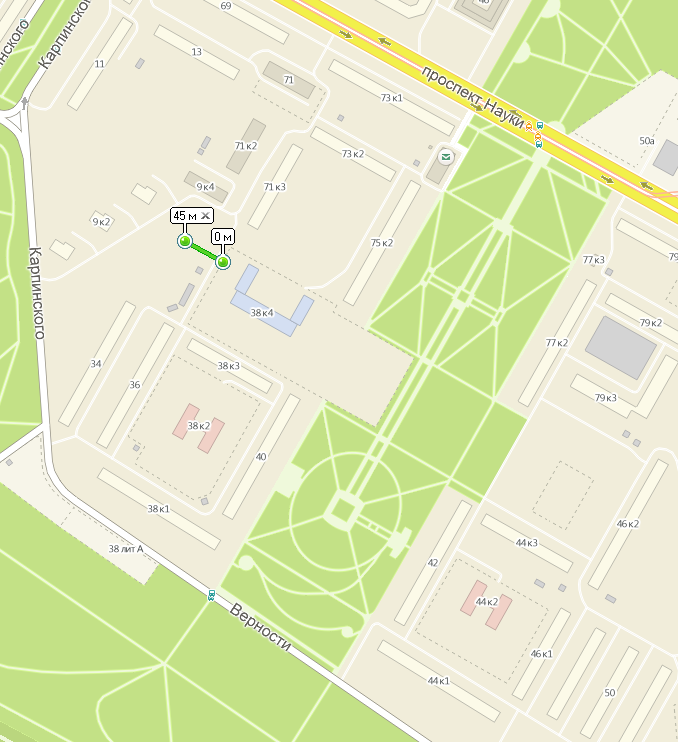 69
Карпинског
13
11
71
73 к1
проспект Науки
50а
71 к2
73 к2
9 к4
71 к3
45 м
0 м
9 к2
75 к2
Карпинского
77 к3
38 к4
79 к2
77 к2
34
36
38 к3
79 к3
38 к2
40
38 к1
46 к2
38 лит А
44 к3
42
44 к2
Верности
46 к1
44 к1
50